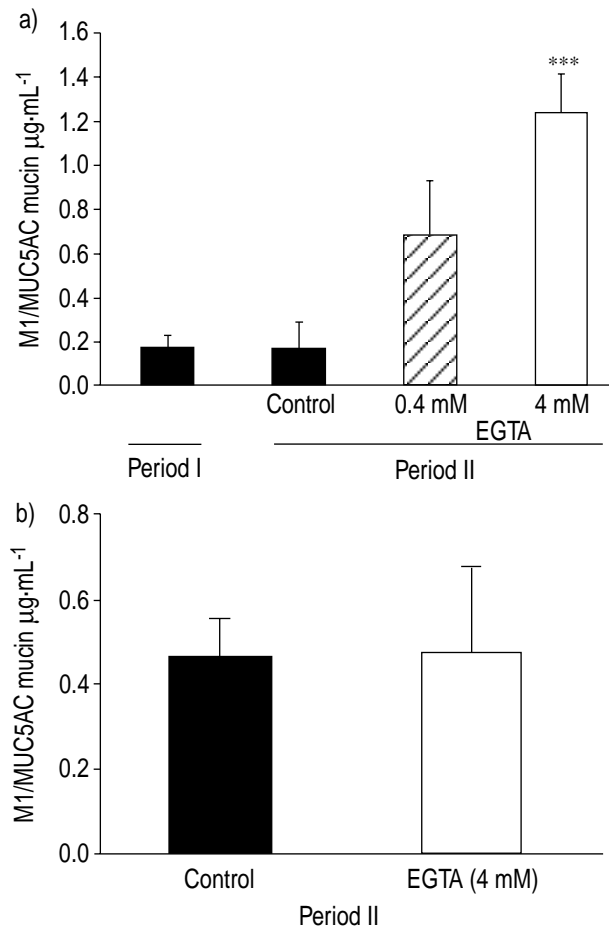 a)
M1/MUC5AC mucin µg·mL-1
1.6
1.4
1.2
1.0
0.8
0.6
0.4
0.2
0.0
***
Control 0.4 mM 4 mM
EGTA
Period I Period II
b)
M1/MUC5AC mucin µg·mL-1
0.8
0.6
0.4
0.2
0.0
Control EGTA (4 mM)
Period II